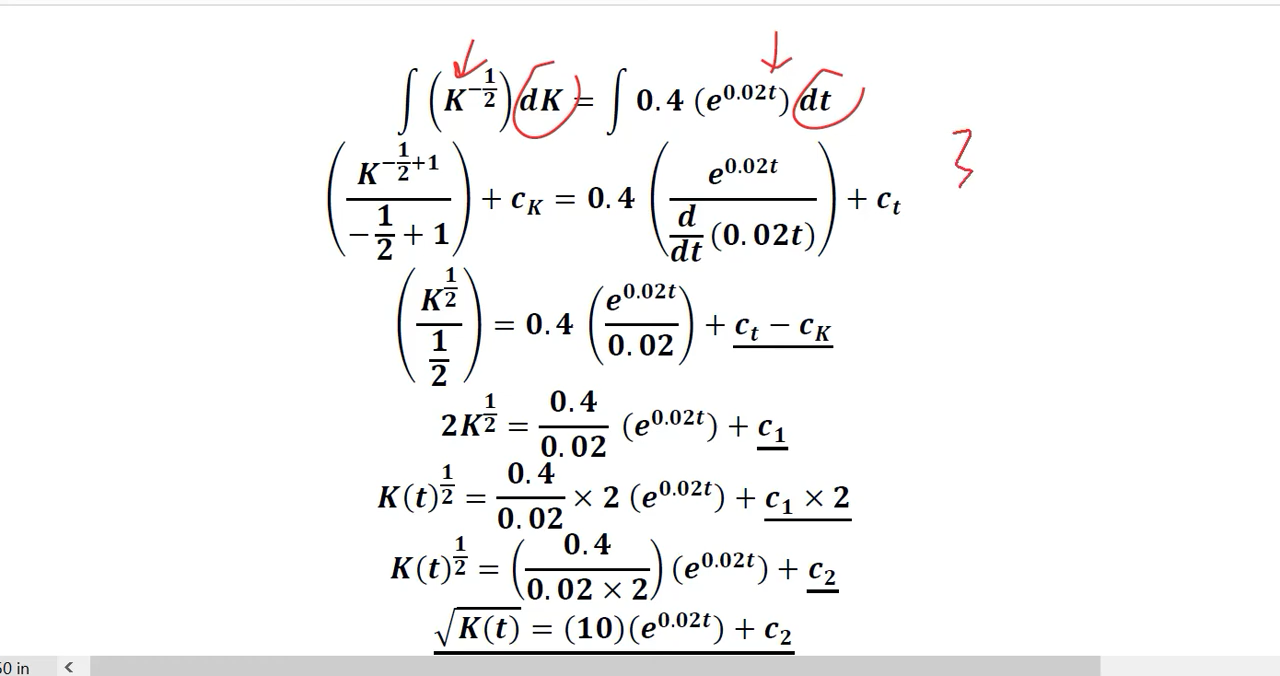 ∫ (K^{-1/2}) dK = ∫ 0.4 (e^{0.02t}) dt
(K^{-1/2+1} / (-1/2 + 1)) + c_K = 0.4 (e^{0.02t} / (d/dt (0.02t))) + c_t
(K^{1/2} / (1/2)) = 0.4 (e^{0.02t} / 0.02) + c_t − c_K
2K^{1/2} = 0.4/0.02 (e^{0.02t}) + c_1
K(t)^{1/2} = 0.4/0.02 × 2 (e^{0.02t}) + c_1 × 2
K(t)^{1/2} = (0.4 / (0.02 × 2)) (e^{0.02t}) + c_2
√K(t) = (10)(e^{0.02t}) + c_2